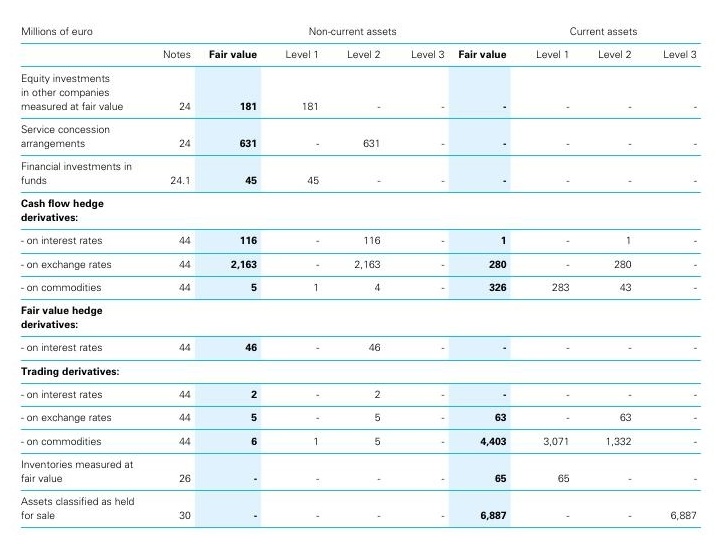 Millions of euro Non-current assets Current assets
Notes Fair value Level 1 Level 2 Level 3 Fair value Level 1 Level 2 Level 3
Equity investments
in other companies
measured at fair value 24 181 181 - - - - - -
Service concession
arrangements 24 631 - 631 - - - - -
Financial investments in
funds 24.1 45 45 - - - - - -
Cash flow hedge
derivatives:
- on interest rates 44 116 - 116 - 1 - 1 -
- on exchange rates 44 2,163 - 2,163 - 280 - 280 -
- on commodities 44 5 1 4 - 326 283 43 -
Fair value hedge
derivatives:
- on interest rates 44 46 - 46 - - - - -
Trading derivatives:
- on interest rates 44 2 - 2 - - - - -
- on exchange rates 44 5 - 5 - 63 - 63 -
- on commodities 44 6 1 5 - 4,403 3,071 1,332 -
Inventories measured at
fair value 26 - - - - 65 65 - -
Assets classified as held
for sale 30 - - - - 6,887 - - 6,887